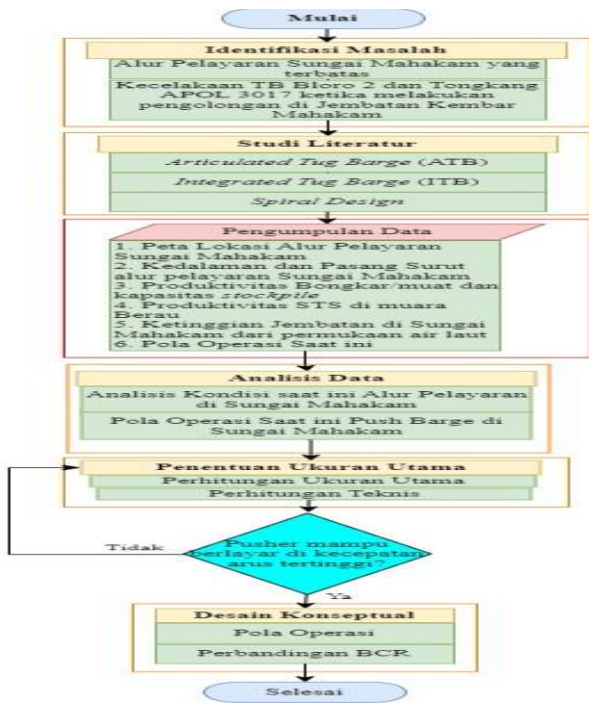 Mulai
Identifikasi Masalah
Alur Pelayaran Sungai Mahakam yang
terbatas
Kecelakaan TB Bloro 2 dan Tongkang
APOL 3017 ketika melakukan
pengolongan di Jembatan Kembar
Mahakam
Studi Literatur
Articulated Tug Barge (ATB)
Integrated Tug Barge (ITB)
Spiral Design
Pengumpulan Data
1. Peta Lokasi Alur Pelayaran
Sungai Mahakam
2. Kedalaman dan Pasang Surut
alur pelayaran Sungai Mahakam
3. Produktivitas Bongkar/muat dan
kapasitas stockpile
4. Produktivitas STS di muara
Berau
5. Ketinggian Jembatan di Sungai
Mahakam dari permukaan air laut
6. Pola Operasi Saat ini
Analisis Data
Analisis Kondisi saat ini Alur Pelayaran
di Sungai Mahakam
Pola Operasi Saat ini Push Barge di
Sungai Mahakam
Penentuan Ukuran Utama
Perhitungan Ukuran Utama
Perhitungan Teknis
Pusher mampu
berlayar di kecepatan
arus tertinggi?
Tidak
Ya
Desain Konseptual
Pola Operasi
Perbandingan BCR
Selesai